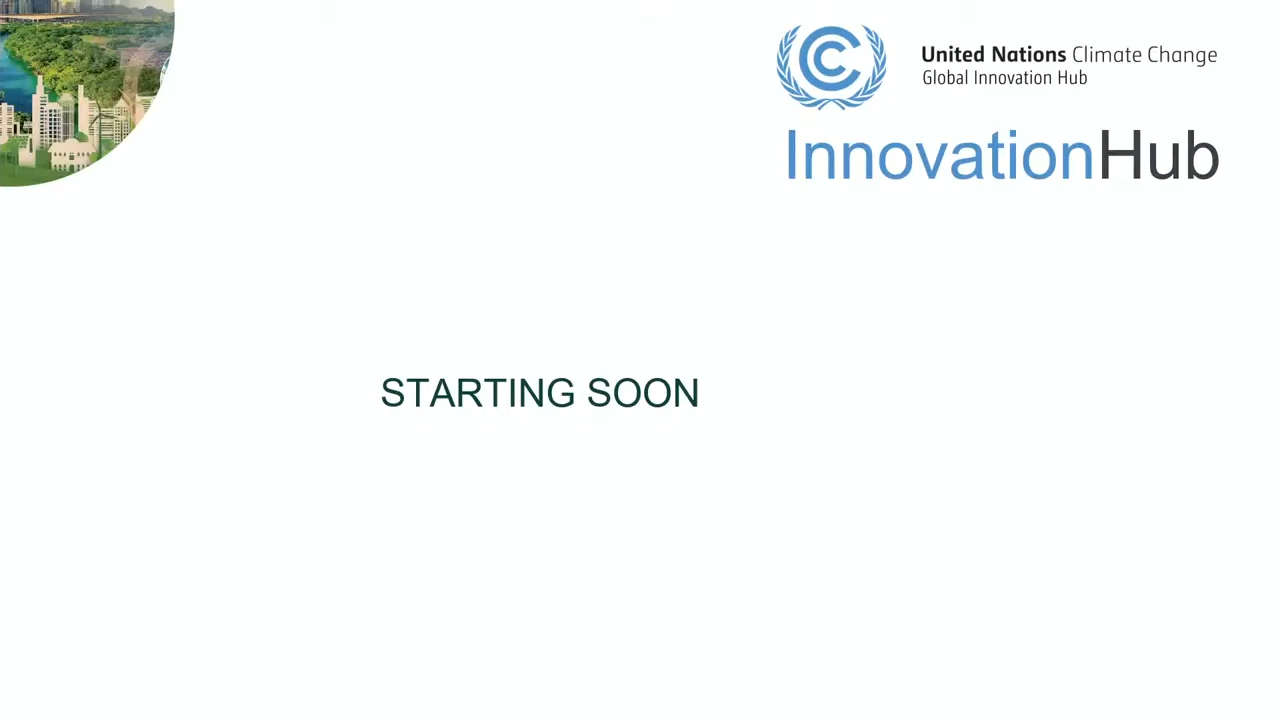 United Nations Climate Change
Global Innovation Hub
InnovationHub
STARTING SOON